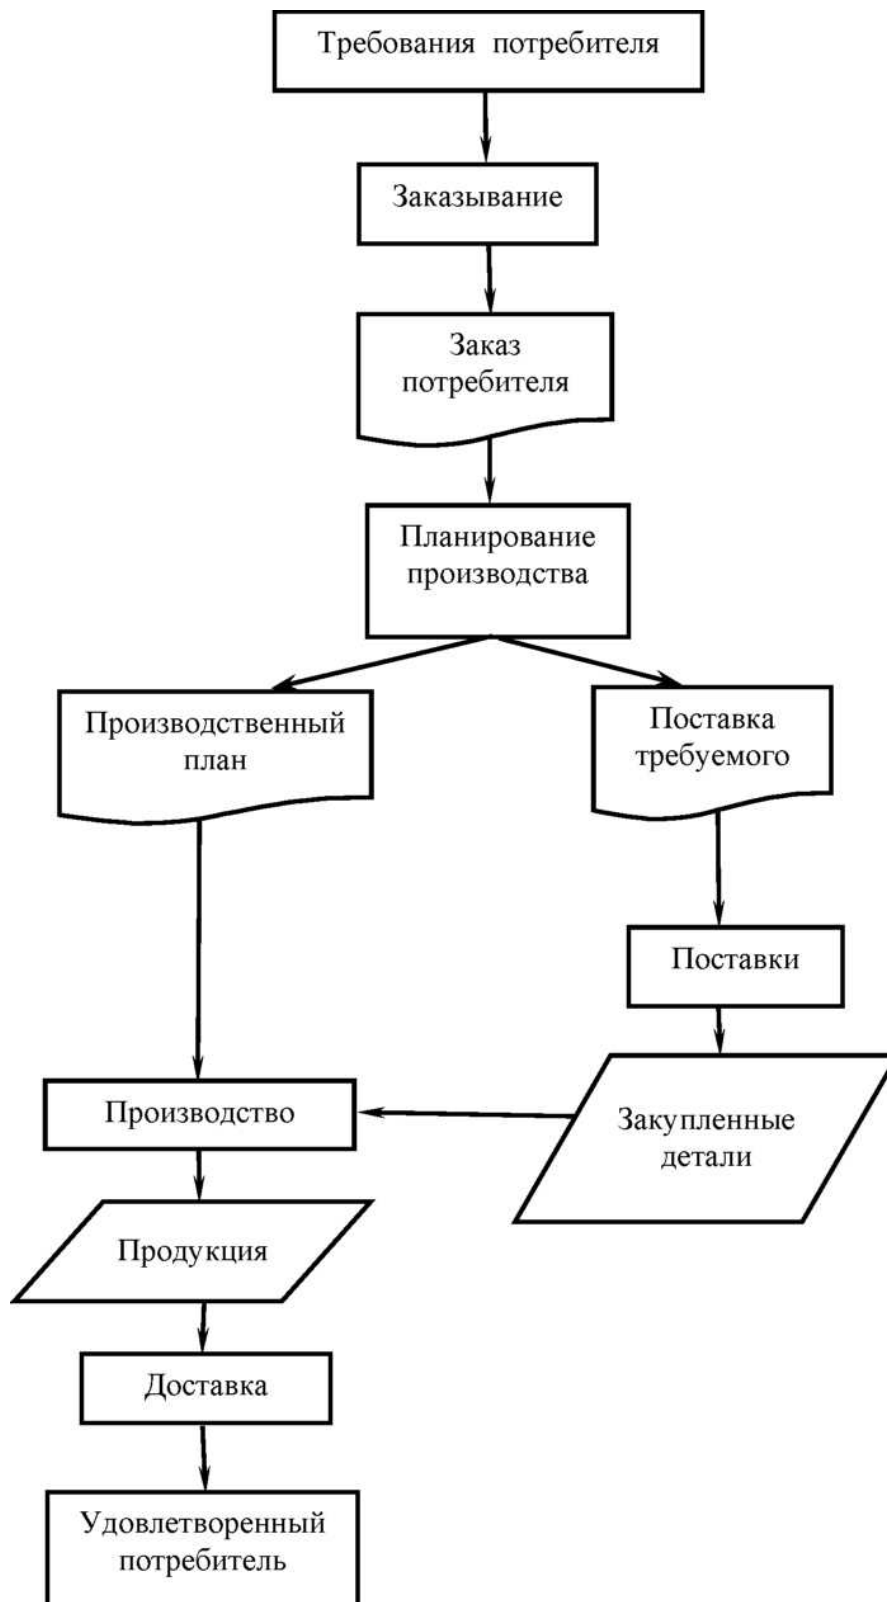 Требования потребителя
Заказывание
Заказ
потребителя
Планирование
производства
Производственный
план
Поставка
требуемого
Поставки
Производство
Закупленные
детали
Продукция
Доставка
Удовлетворенный
потребитель